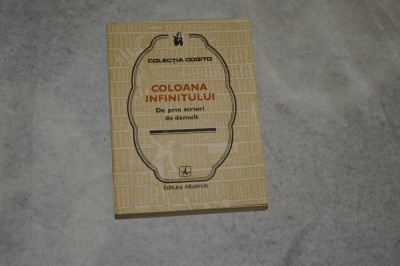 COLECȚIA COGITO
COLOANA
INFINITULUI
De prin scrieri
de demult
Editura Albatros